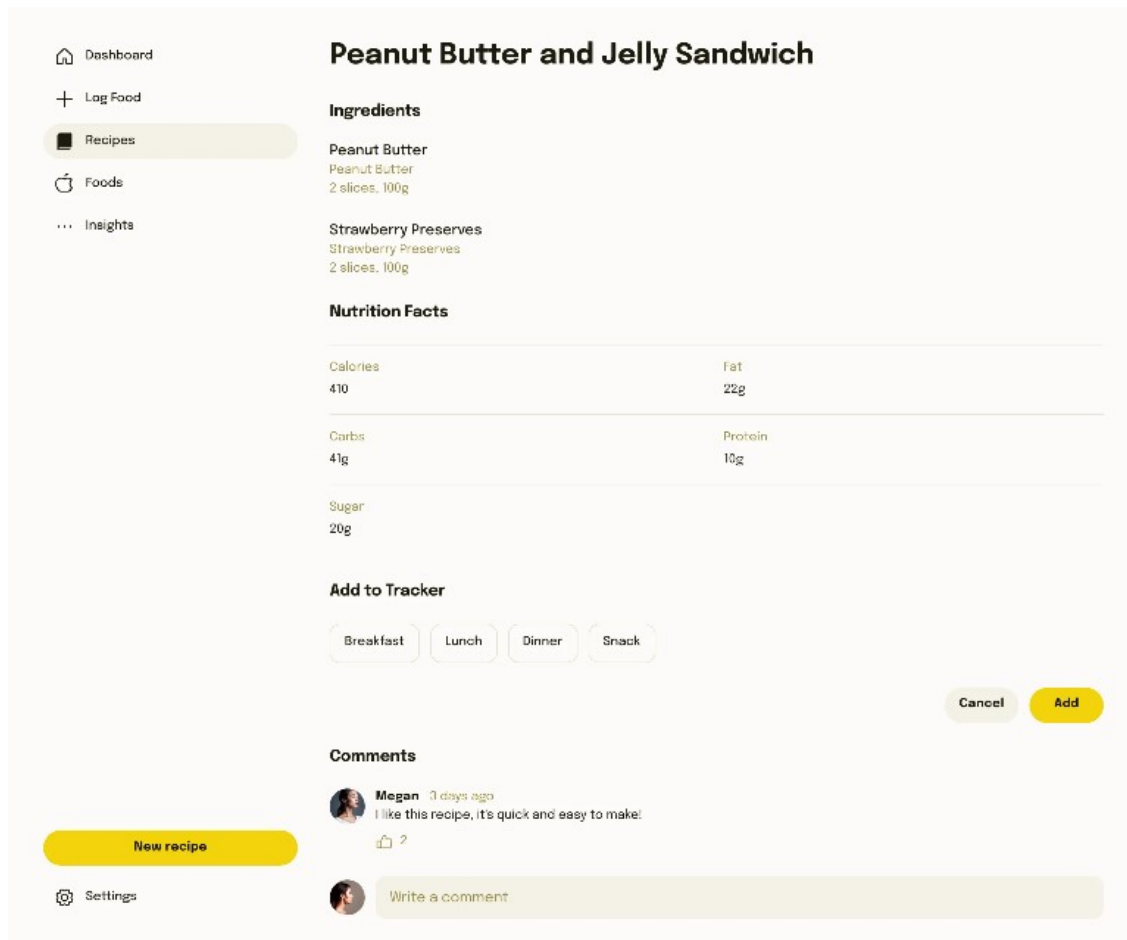 Dashboard
Log Food
Recipes
Foods
Insights
New recipe
Settings
Peanut Butter and Jelly Sandwich
Ingredients
Peanut Butter
Peanut Butter
2 slices, 100g
Strawberry Preserves
Strawberry Preserves
2 slices, 100g
Nutrition Facts
Calories Fat
410 22g
Carbs Protein
41g 10g
Sugar
20g
Add to Tracker
Breakfast Lunch Dinner Snack
Cancel Add
Comments
Megan 3 days ago
I like this recipe, it's quick and easy to make!
2
Write a comment